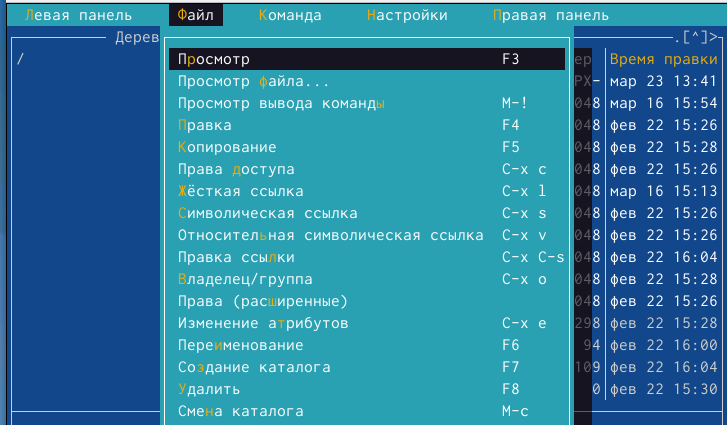 Левая панель Файл Команда Настройки Правая панель
Дерев .[^]>
/ Просмотр F3 ер Время правки
Просмотр файла... РХ- мар 23 13:41
Просмотр вывода команды M-! 048 мар 16 15:54
Правка F4 048 фев 22 15:26
Копирование F5 048 фев 22 15:28
Права доступа C-x c 048 фев 22 15:26
Жёсткая ссылка C-x l 048 мар 16 15:13
Символическая ссылка C-x s 048 фев 22 15:26
Относительная символическая ссылка C-x v 048 фев 22 15:26
Правка ссылки C-x C-s 048 фев 22 16:04
Владелец/группа C-x o 048 фев 22 15:28
Права (расширенные) 048 фев 22 15:26
Изменение атрибутов C-x e 298 фев 22 15:28
Переименование F6 94 фев 22 16:00
Создание каталога F7 109 фев 22 16:04
Удалить F8 0 фев 22 15:30
Смена каталога M-c